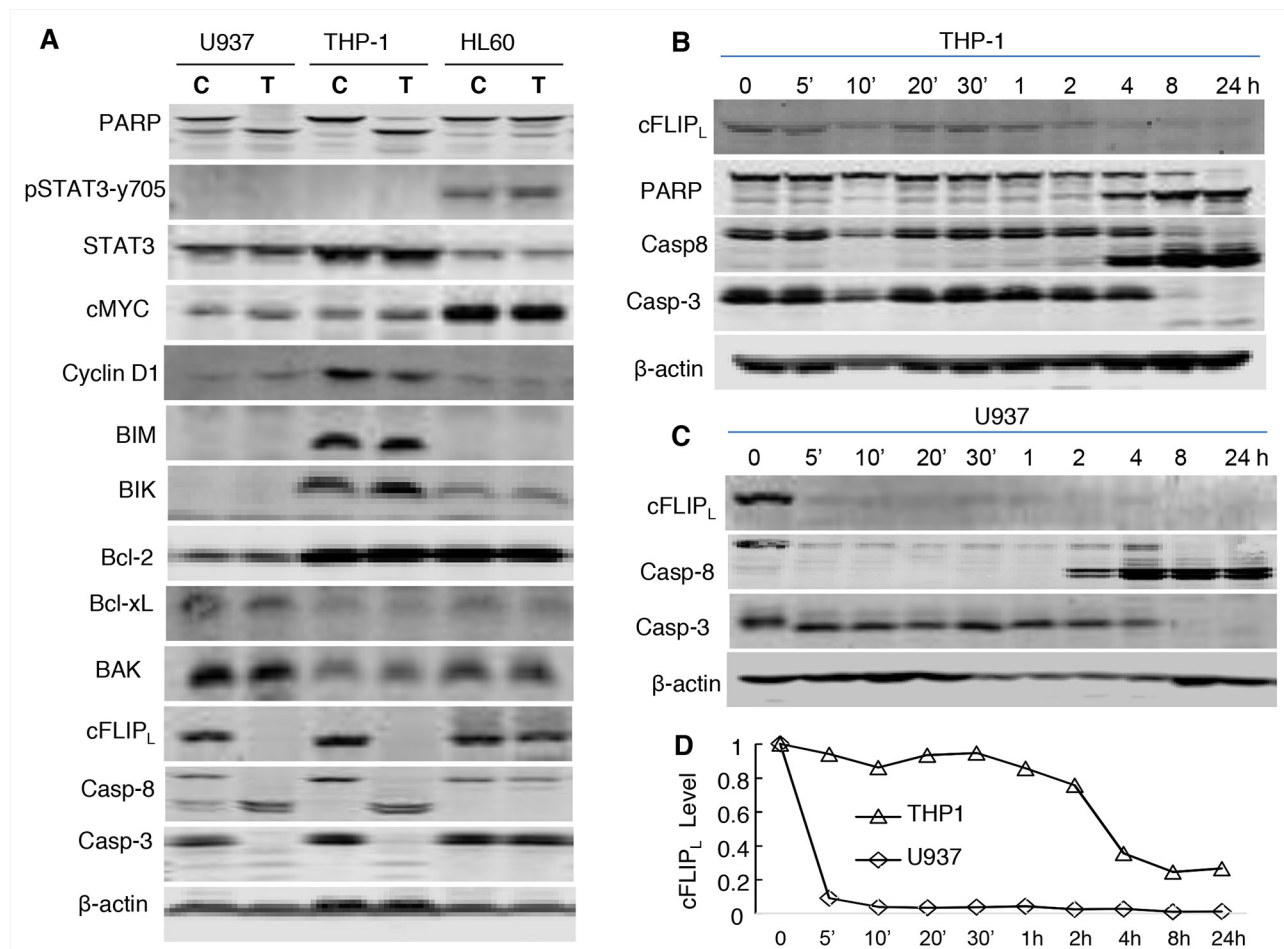 A
U937 THP-1 HL60
C T C T C T
PARP
pSTAT3-y705
STAT3
cMYC
Cyclin D1
BIM
BIK
Bcl-2
Bcl-xL
BAK
cFLIPL
Casp-8
Casp-3
β-actin
B
THP-1
0 5’ 10’ 20’ 30’ 1 2 4 8 24 h
cFLIPL
PARP
Casp8
Casp-3
β-actin
C
U937
0 5’ 10’ 20’ 30’ 1 2 4 8 24 h
cFLIPL
Casp-8
Casp-3
β-actin
D
cFLIPL Level
1
0.8
0.6
0.4
0.2
0
THP1
U937
0 5’ 10’ 20’ 30’ 1h 2h 4h 8h 24h